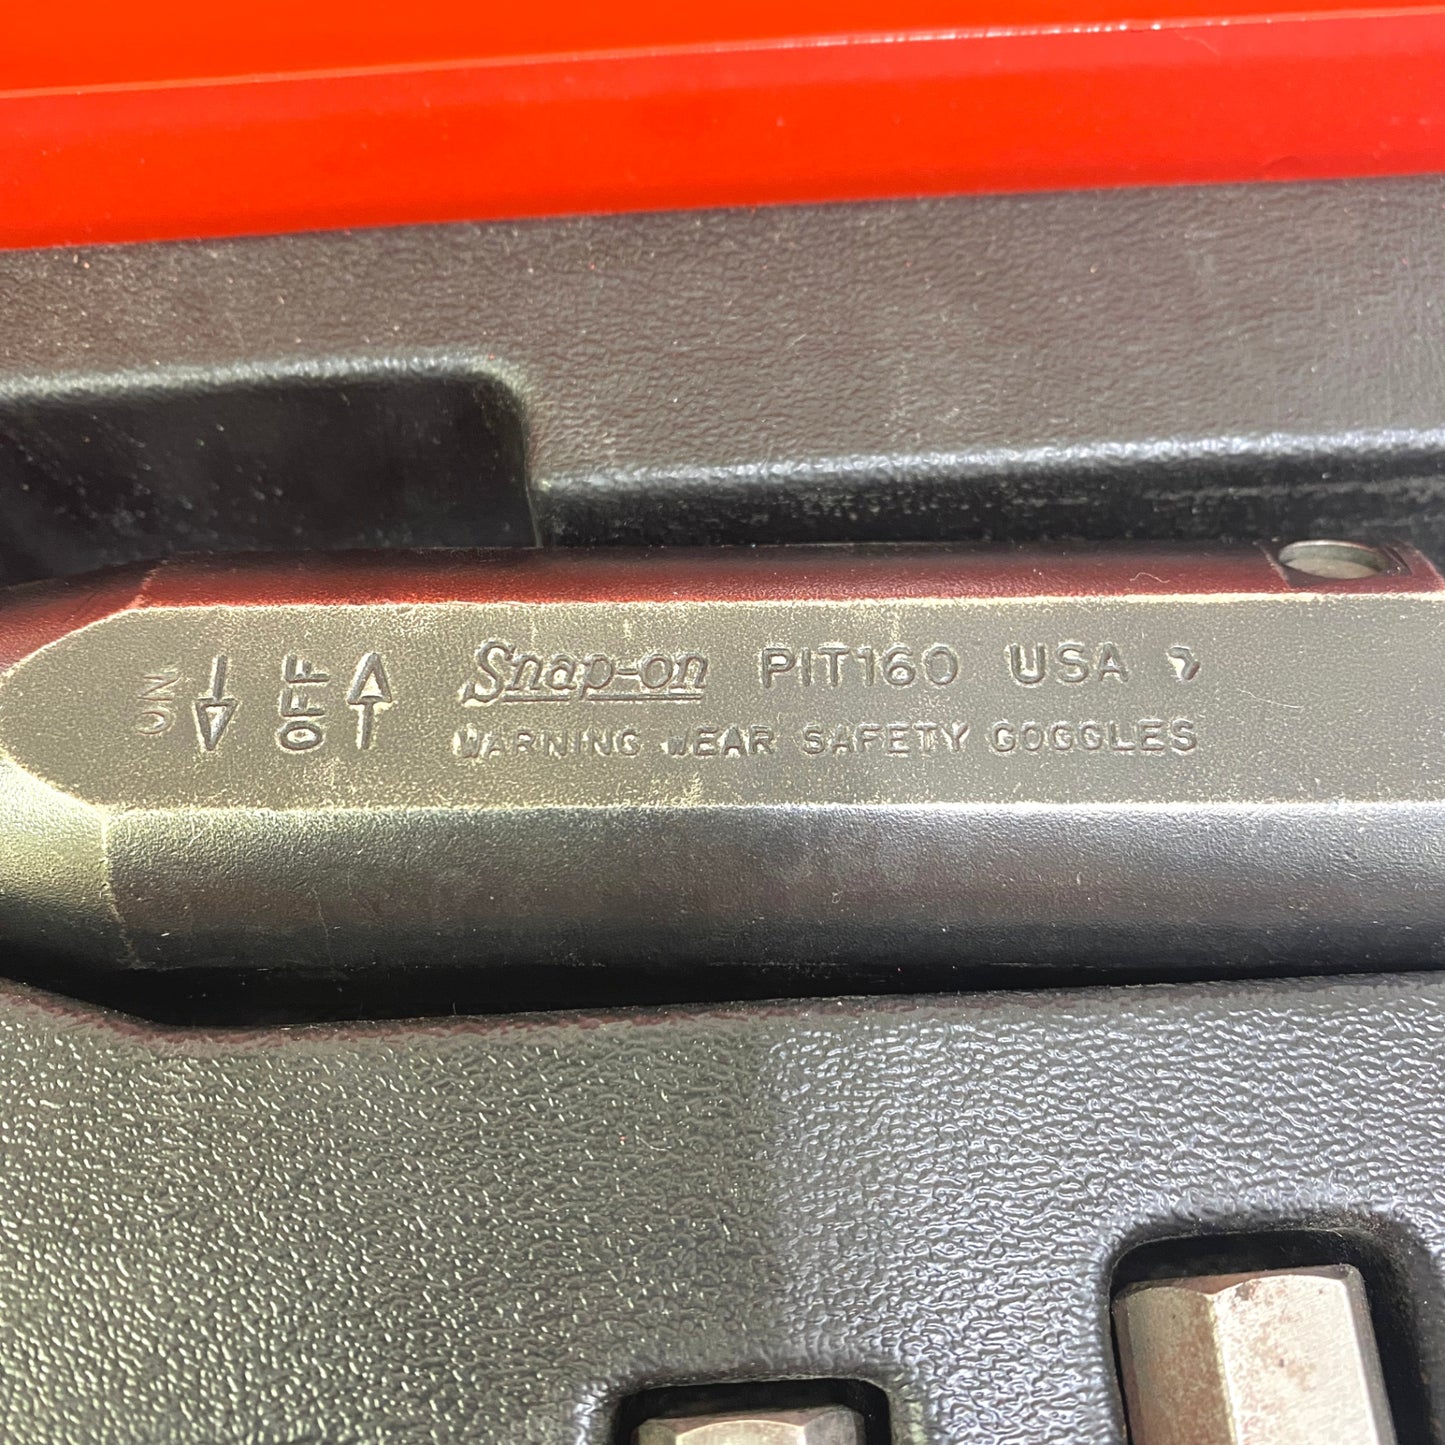 ON
OFF
Snap-on PIT160 USA
WARNING WEAR SAFETY GOGGLES